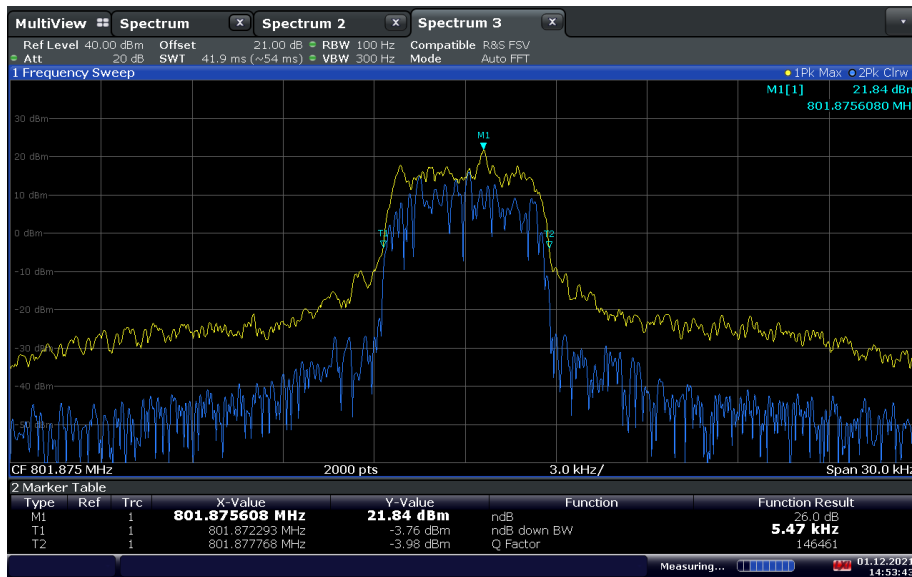 MultiView Spectrum x Spectrum 2 x Spectrum 3 x
Ref Level 40.00 dBm Offset 21.00 dB RBW 100 Hz Compatible R&S FSV
Att 20 dB SWT 41.9 ms (~54 ms) VBW 300 Hz Mode Auto FFT
1 Frequency Sweep 1Pk Max 2Pk Clrw
M1[1] 21.84 dBm
801.8756080 MH
30 dBm
M1
20 dBm
10 dBm
0 dBm T1 T2
-10 dBm
-20 dBm
-30 dBm
-40 dBm
-50 dBm
CF 801.875 MHz 2000 pts 3.0 kHz/ Span 30.0 kHz
2 Marker Table
Type Ref Trc X-Value Y-Value Function Function Result
M1 1 801.875608 MHz 21.84 dBm ndB 26.0 dB
T1 1 801.872293 MHz -3.76 dBm ndB down BW 5.47 kHz
T2 1 801.877768 MHz -3.98 dBm Q Factor 146461
Measuring... 01.12.2021
14:53:43